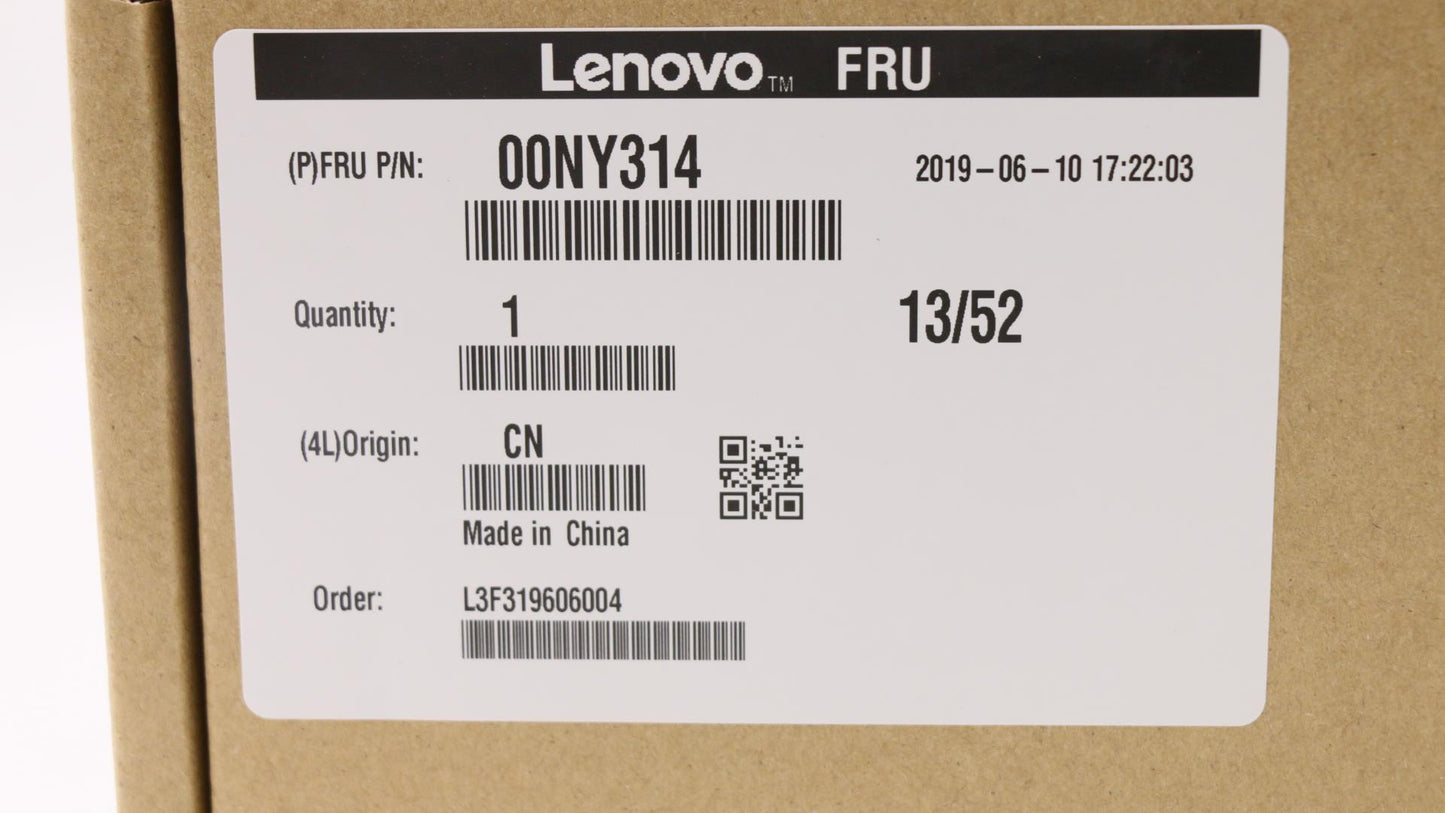 Lenovo™ FRU
(P)FRU P/N: 00NY314 2019-06-10 17:22:03
Quantity: 1 13/52
(4L)Origin: CN
Made in China
Order: L3F319606004